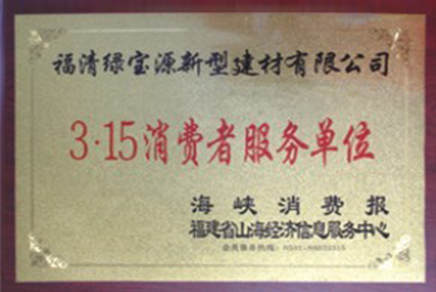 福清绿宝源新型建材有限公司
3·15消费者服务单位
海峡消费报
福建省山海经济信息服务中心